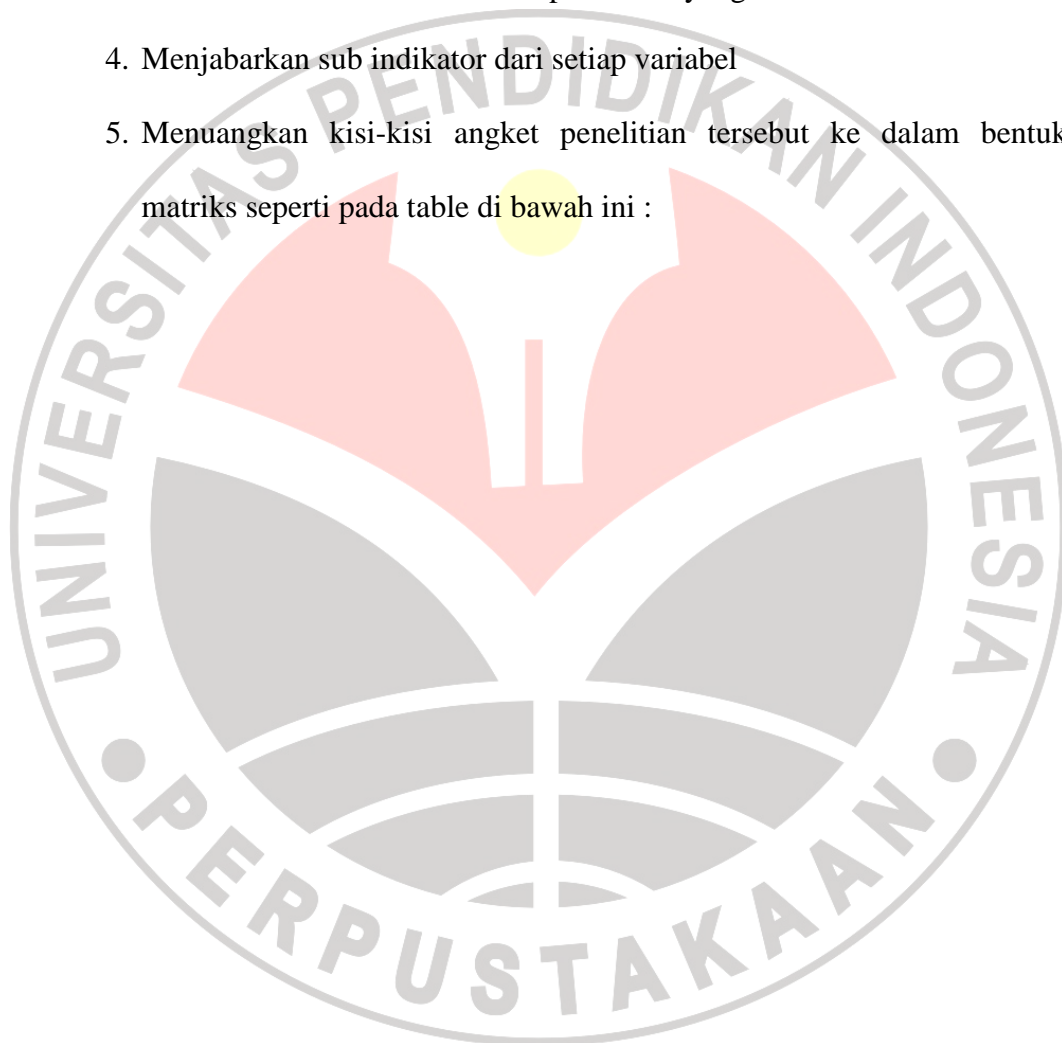 4. Menjabarkan sub indikator dari setiap variabel
5. Menuangkan kisi-kisi angket penelitian tersebut ke dalam bentuk
matriks seperti pada table di bawah ini :
UNIVERSITAS PENDIDIKAN INDONESIA
PERPUSTAKAAN